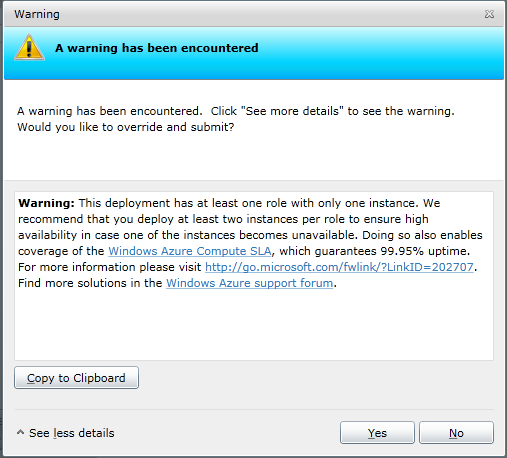 Warning
A warning has been encountered
A warning has been encountered.  Click "See more details" to see the warning.
Would you like to override and submit?
Warning: This deployment has at least one role with only one instance. We
recommend that you deploy at least two instances per role to ensure high
availability in case one of the instances becomes unavailable. Doing so also enables
coverage of the Windows Azure Compute SLA, which guarantees 99.95% uptime.
For more information please visit http://go.microsoft.com/fwlink/?LinkID=202707.
Find more solutions in the Windows Azure support forum.
Copy to Clipboard
See less details
Yes
No